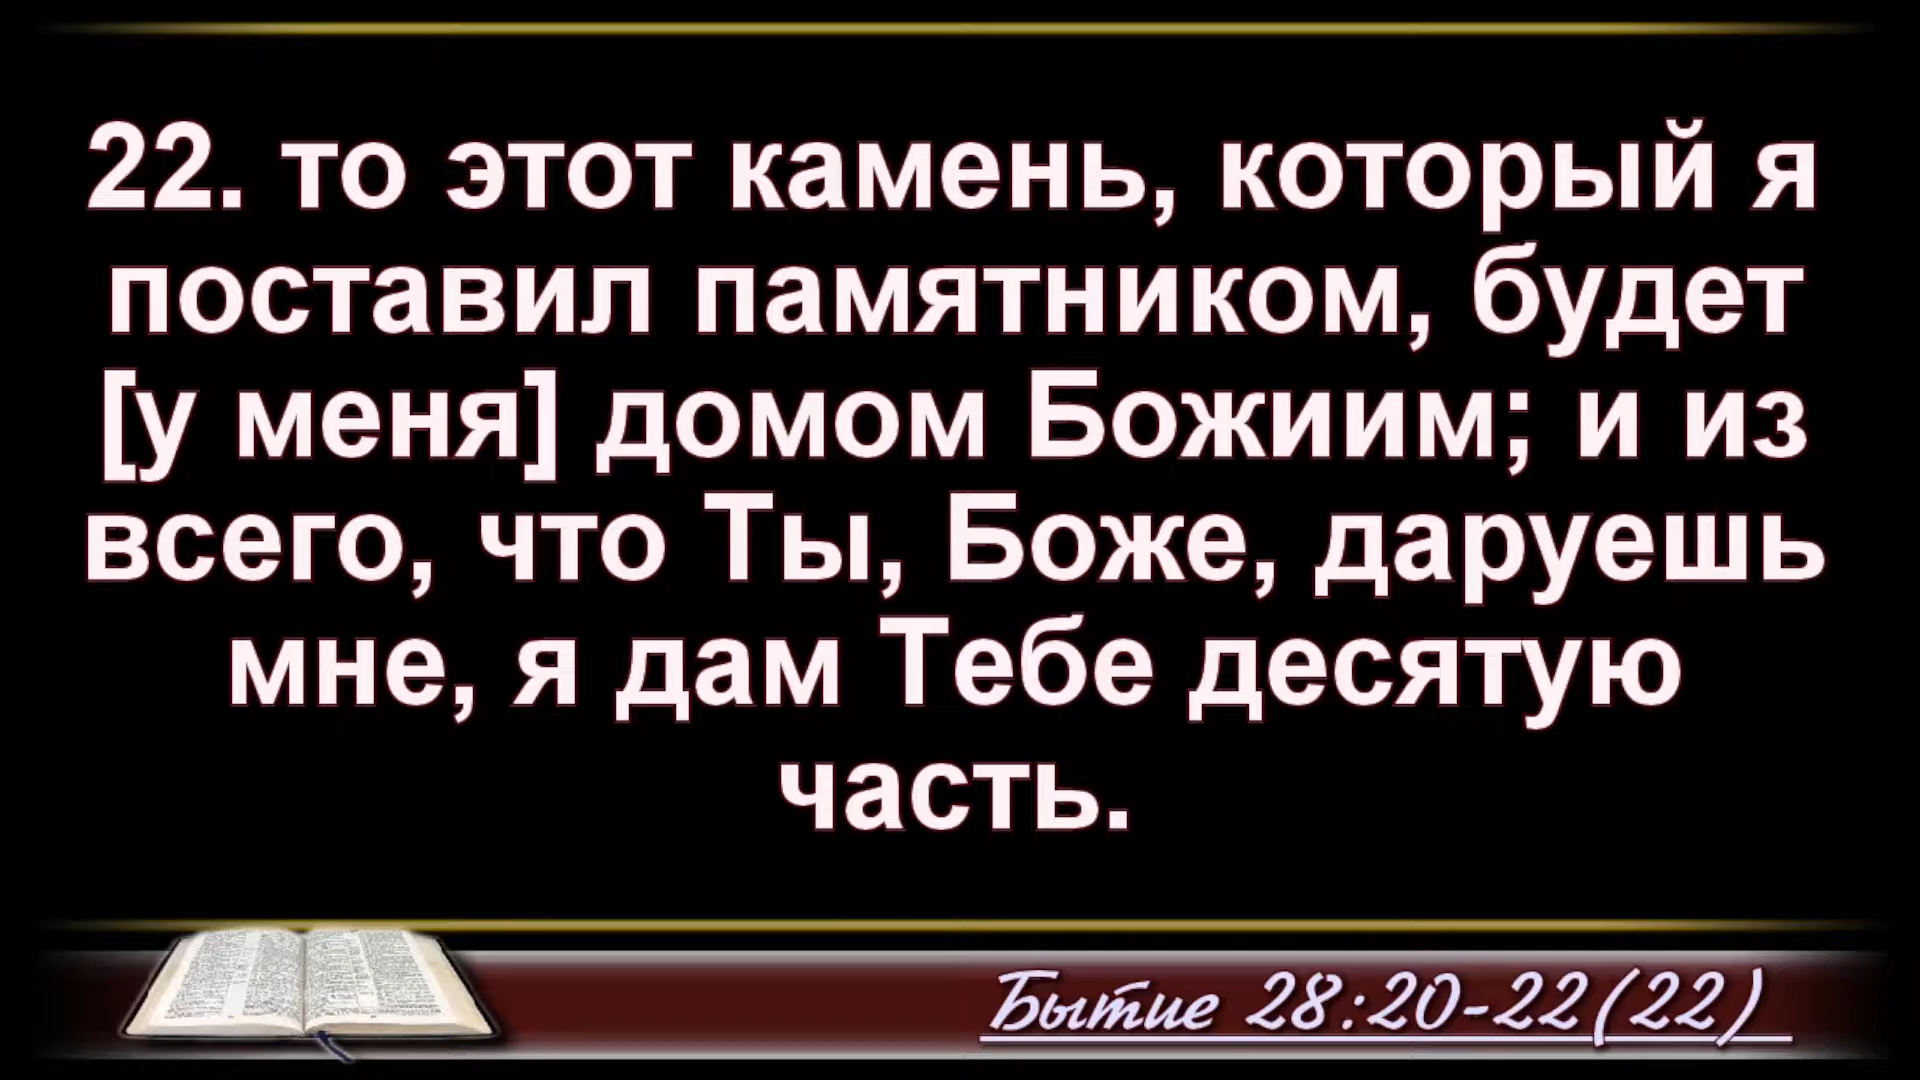 22. то этот камень, который я
поставил памятником, будет
[у меня] домом Божиим; и из
всего, что Ты, Боже, даруешь
мне, я дам Тебе десятую
часть.
Бытие 28:20-22(22)